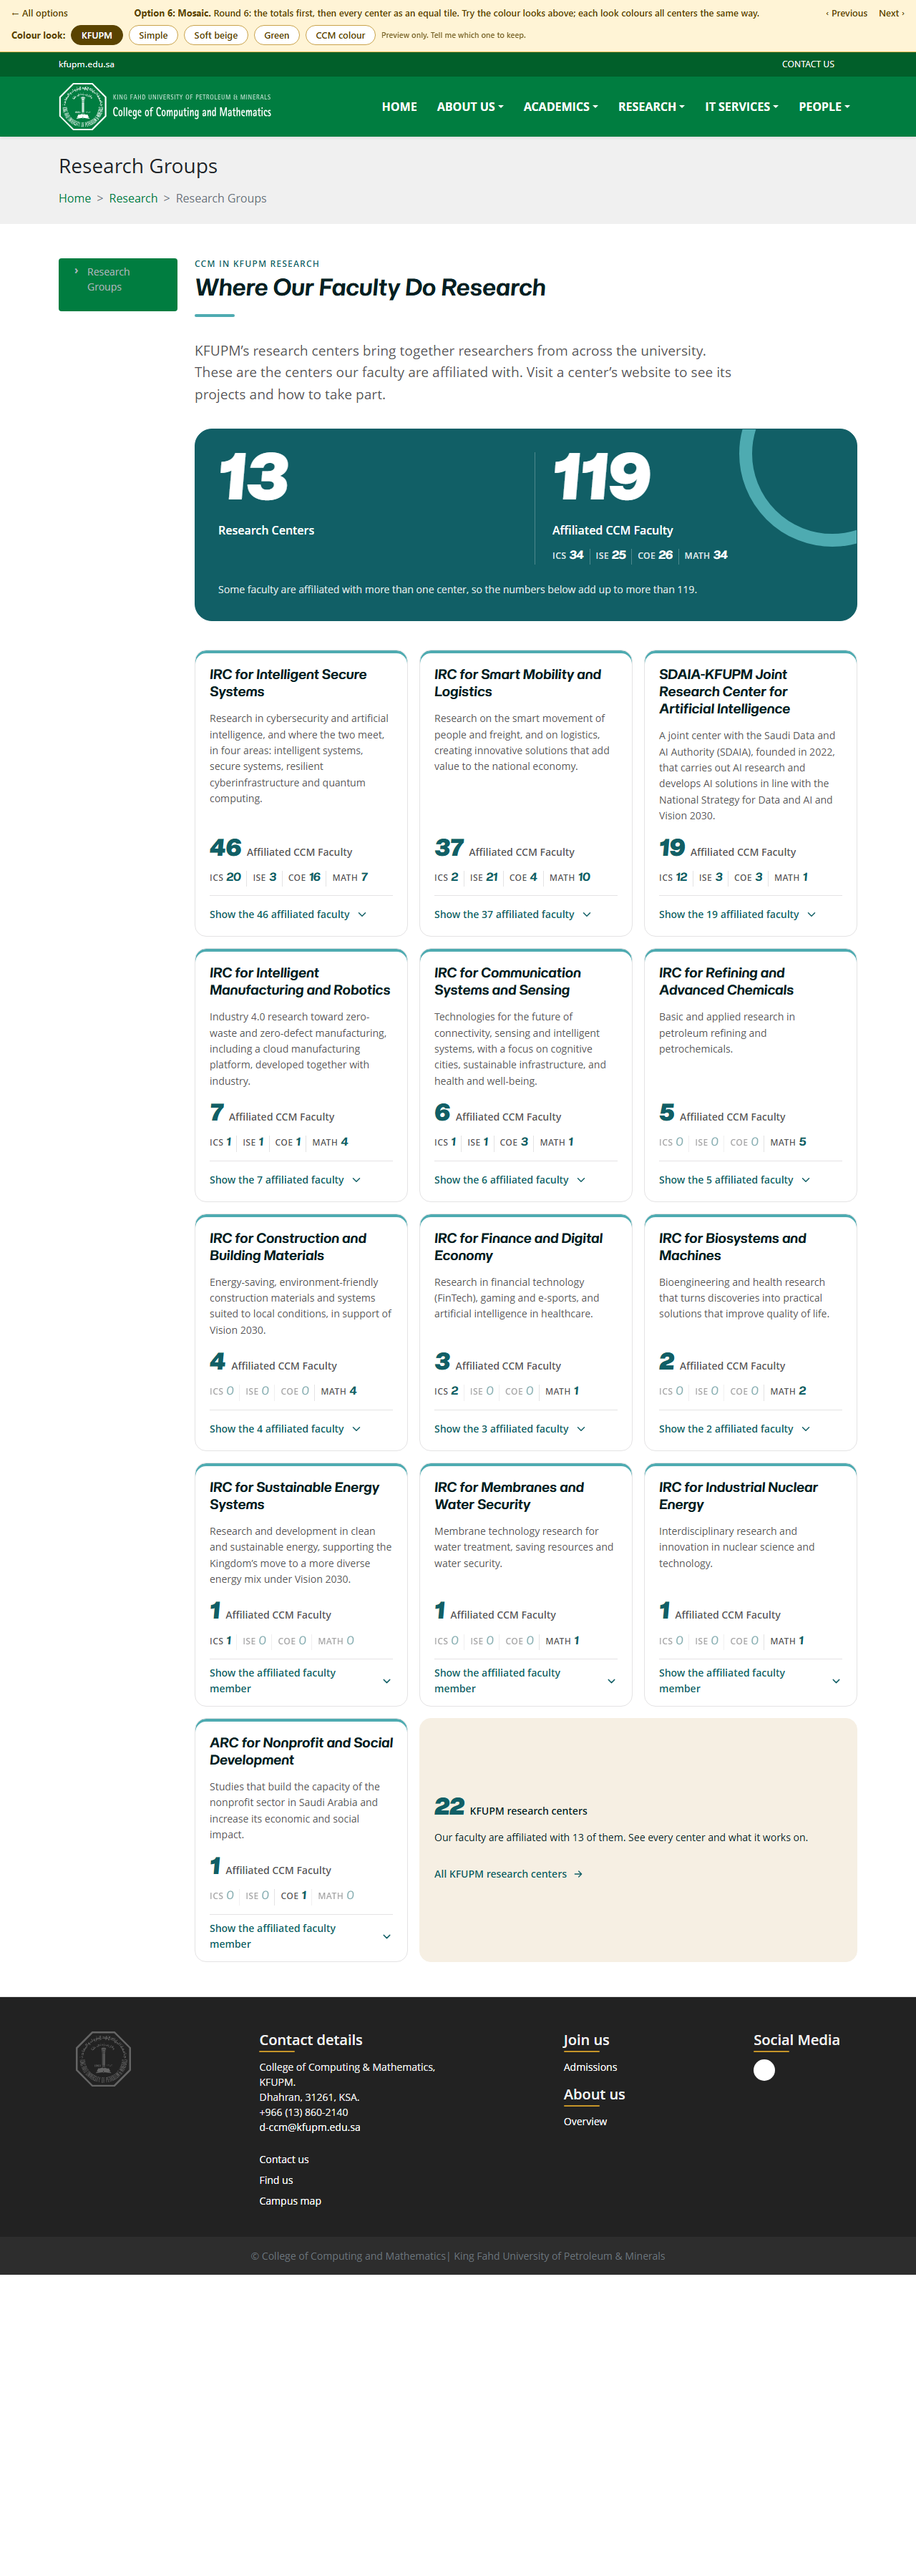 ← All options
Option 6: Mosaic. Round 6: the totals first, then every center as an equal tile. Try the colour looks above; each look colours all centers the same way.
‹ Previous Next ›
Colour look: KFUPM Simple Soft beige Green CCM colour Preview only. Tell me which one to keep.
kfupm.edu.sa CONTACT US
KING FAHD UNIVERSITY OF PETROLEUM & MINERALS
College of Computing and Mathematics
HOME ABOUT US ACADEMICS RESEARCH IT SERVICES PEOPLE
Research Groups
Home > Research > Research Groups
› Research
Groups
CCM IN KFUPM RESEARCH
Where Our Faculty Do Research
KFUPM’s research centers bring together researchers from across the university.
These are the centers our faculty are affiliated with. Visit a center’s website to see its
projects and how to take part.
13
Research Centers
119
Affiliated CCM Faculty
ICS 34 ISE 25 COE 26 MATH 34
Some faculty are affiliated with more than one center, so the numbers below add up to more than 119.
IRC for Intelligent Secure
Systems
Research in cybersecurity and artificial
intelligence, and where the two meet,
in four areas: intelligent systems,
secure systems, resilient
cyberinfrastructure and quantum
computing.
46 Affiliated CCM Faculty
ICS 20 ISE 3 COE 16 MATH 7
Show the 46 affiliated faculty
IRC for Smart Mobility and
Logistics
Research on the smart movement of
people and freight, and on logistics,
creating innovative solutions that add
value to the national economy.
37 Affiliated CCM Faculty
ICS 2 ISE 21 COE 4 MATH 10
Show the 37 affiliated faculty
SDAIA-KFUPM Joint
Research Center for
Artificial Intelligence
A joint center with the Saudi Data and
AI Authority (SDAIA), founded in 2022,
that carries out AI research and
develops AI solutions in line with the
National Strategy for Data and AI and
Vision 2030.
19 Affiliated CCM Faculty
ICS 12 ISE 3 COE 3 MATH 1
Show the 19 affiliated faculty
IRC for Intelligent
Manufacturing and Robotics
Industry 4.0 research toward zero-
waste and zero-defect manufacturing,
including a cloud manufacturing
platform, developed together with
industry.
7 Affiliated CCM Faculty
ICS 1 ISE 1 COE 1 MATH 4
Show the 7 affiliated faculty
IRC for Communication
Systems and Sensing
Technologies for the future of
connectivity, sensing and intelligent
systems, with a focus on cognitive
cities, sustainable infrastructure, and
health and well-being.
6 Affiliated CCM Faculty
ICS 1 ISE 1 COE 3 MATH 1
Show the 6 affiliated faculty
IRC for Refining and
Advanced Chemicals
Basic and applied research in
petroleum refining and
petrochemicals.
5 Affiliated CCM Faculty
ICS 0 ISE 0 COE 0 MATH 5
Show the 5 affiliated faculty
IRC for Construction and
Building Materials
Energy-saving, environment-friendly
construction materials and systems
suited to local conditions, in support of
Vision 2030.
4 Affiliated CCM Faculty
ICS 0 ISE 0 COE 0 MATH 4
Show the 4 affiliated faculty
IRC for Finance and Digital
Economy
Research in financial technology
(FinTech), gaming and e-sports, and
artificial intelligence in healthcare.
3 Affiliated CCM Faculty
ICS 2 ISE 0 COE 0 MATH 1
Show the 3 affiliated faculty
IRC for Biosystems and
Machines
Bioengineering and health research
that turns discoveries into practical
solutions that improve quality of life.
2 Affiliated CCM Faculty
ICS 0 ISE 0 COE 0 MATH 2
Show the 2 affiliated faculty
IRC for Sustainable Energy
Systems
Research and development in clean
and sustainable energy, supporting the
Kingdom’s move to a more diverse
energy mix under Vision 2030.
1 Affiliated CCM Faculty
ICS 1 ISE 0 COE 0 MATH 0
Show the affiliated faculty
member
IRC for Membranes and
Water Security
Membrane technology research for
water treatment, saving resources and
water security.
1 Affiliated CCM Faculty
ICS 0 ISE 0 COE 0 MATH 1
Show the affiliated faculty
member
IRC for Industrial Nuclear
Energy
Interdisciplinary research and
innovation in nuclear science and
technology.
1 Affiliated CCM Faculty
ICS 0 ISE 0 COE 0 MATH 1
Show the affiliated faculty
member
ARC for Nonprofit and Social
Development
Studies that build the capacity of the
nonprofit sector in Saudi Arabia and
increase its economic and social
impact.
1 Affiliated CCM Faculty
ICS 0 ISE 0 COE 1 MATH 0
Show the affiliated faculty
member
22 KFUPM research centers
Our faculty are affiliated with 13 of them. See every center and what it works on.
All KFUPM research centers →
Contact details
College of Computing & Mathematics,
KFUPM.
Dhahran, 31261, KSA.
+966 (13) 860-2140
d-ccm@kfupm.edu.sa
Contact us
Find us
Campus map
Join us
Admissions
About us
Overview
Social Media
© College of Computing and Mathematics| King Fahd University of Petroleum & Minerals